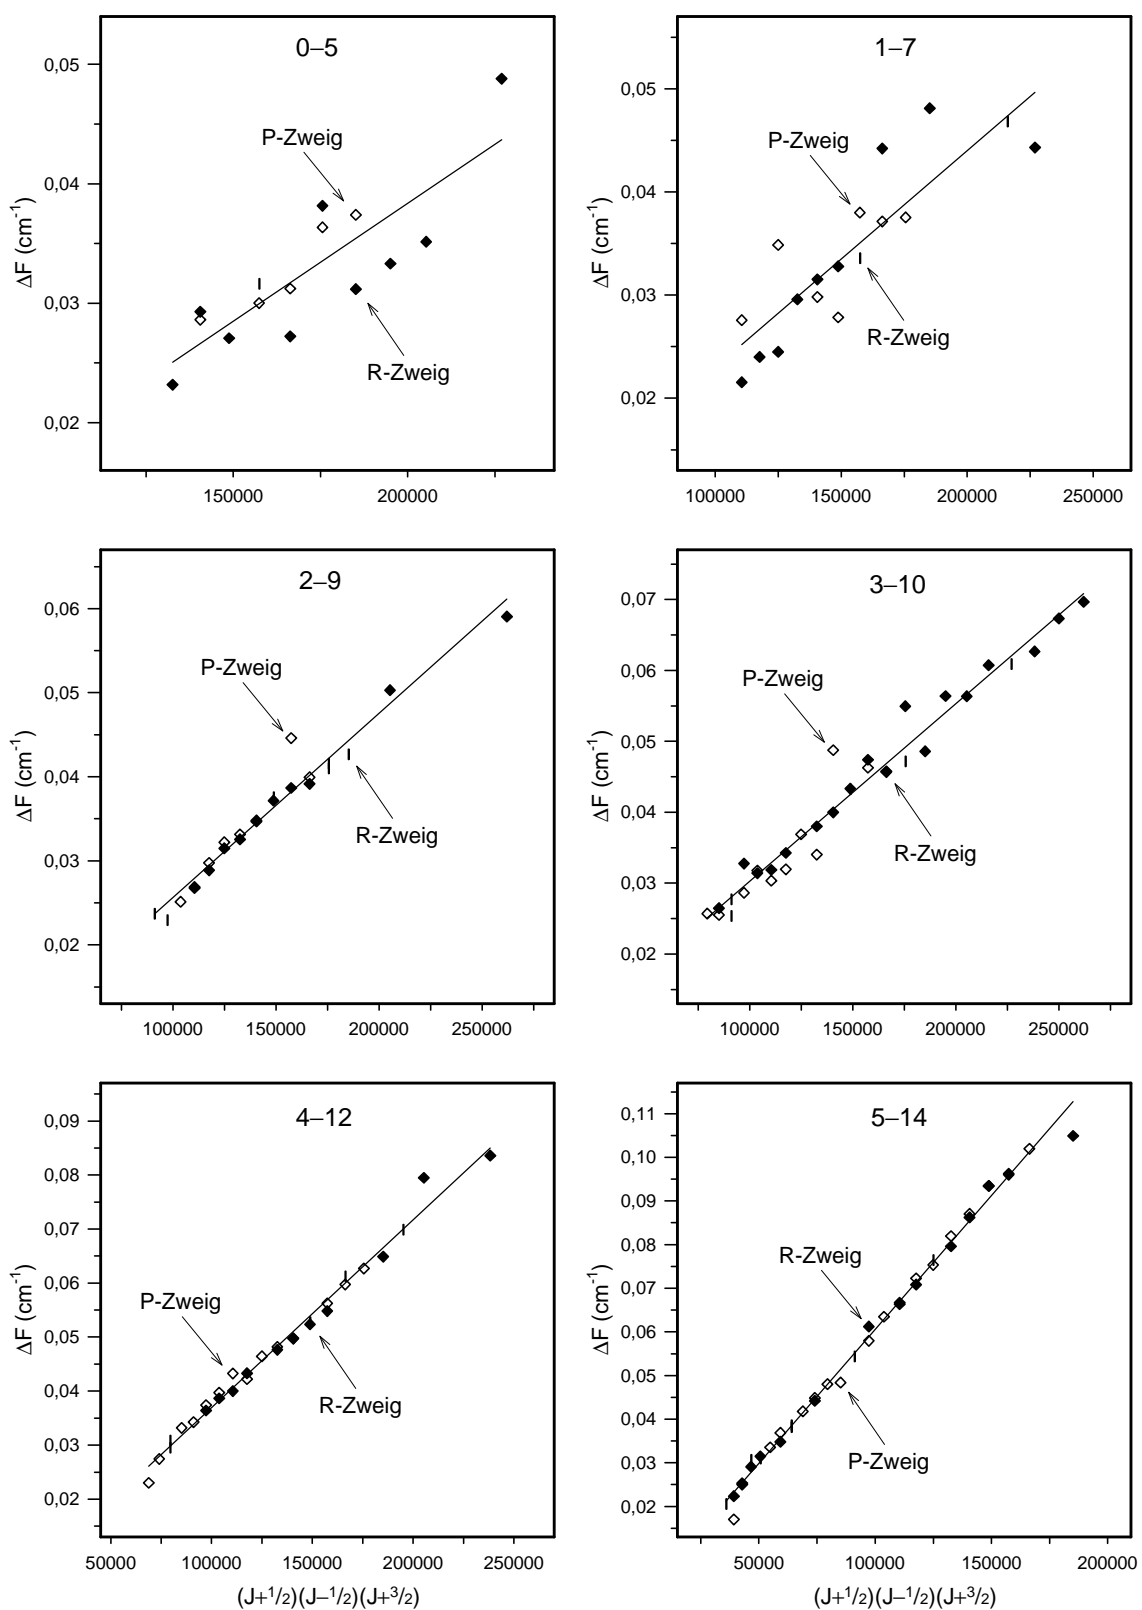 0–5
0,05
0,04
0,03
0,02
ΔF (cm⁻¹)
P-Zweig
R-Zweig
150000 200000
1–7
0,05
0,04
0,03
0,02
ΔF (cm⁻¹)
P-Zweig
R-Zweig
100000 150000 200000 250000
2–9
0,06
0,05
0,04
0,03
0,02
ΔF (cm⁻¹)
P-Zweig
R-Zweig
100000 150000 200000 250000
3–10
0,07
0,06
0,05
0,04
0,03
0,02
ΔF (cm⁻¹)
P-Zweig
R-Zweig
100000 150000 200000 250000
4–12
0,09
0,08
0,07
0,06
0,05
0,04
0,03
0,02
ΔF (cm⁻¹)
P-Zweig
R-Zweig
50000 100000 150000 200000 250000
(J+1/2)(J−1/2)(J+3/2)
5–14
0,11
0,10
0,09
0,08
0,07
0,06
0,05
0,04
0,03
0,02
ΔF (cm⁻¹)
R-Zweig
P-Zweig
50000 100000 150000 200000
(J+1/2)(J−1/2)(J+3/2)